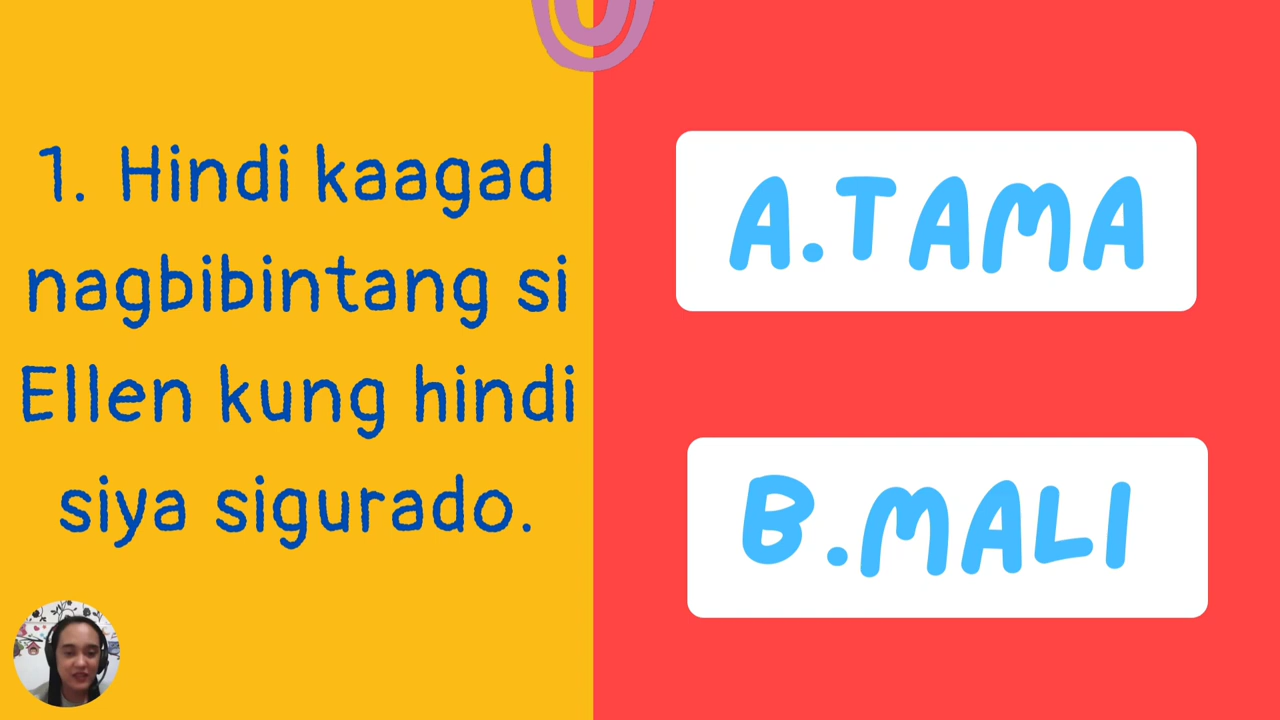 1. Hindi kaagad
nagbibintang si
Ellen kung hindi
siya sigurado.
A.TAMA
B.MALI